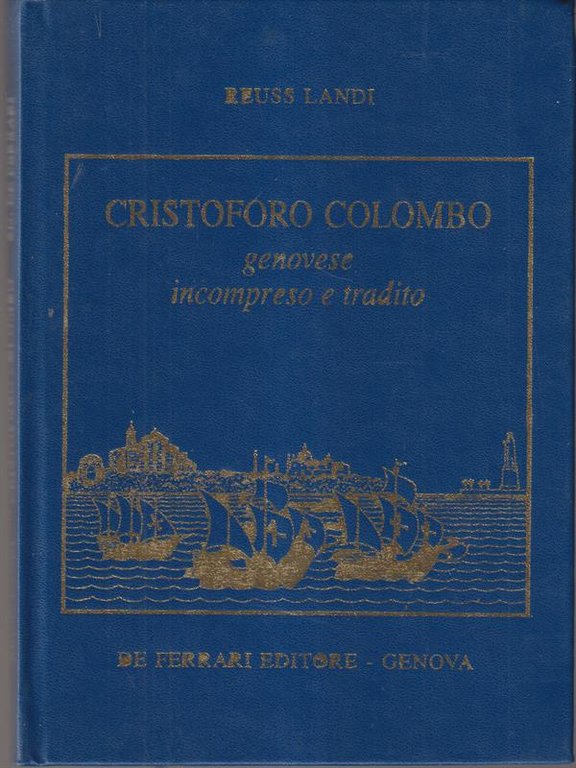 REUSS LANDI
CRISTOFORO COLOMBO
genovese
incompreso e tradito
DE FERRARI EDITORE - GENOVA